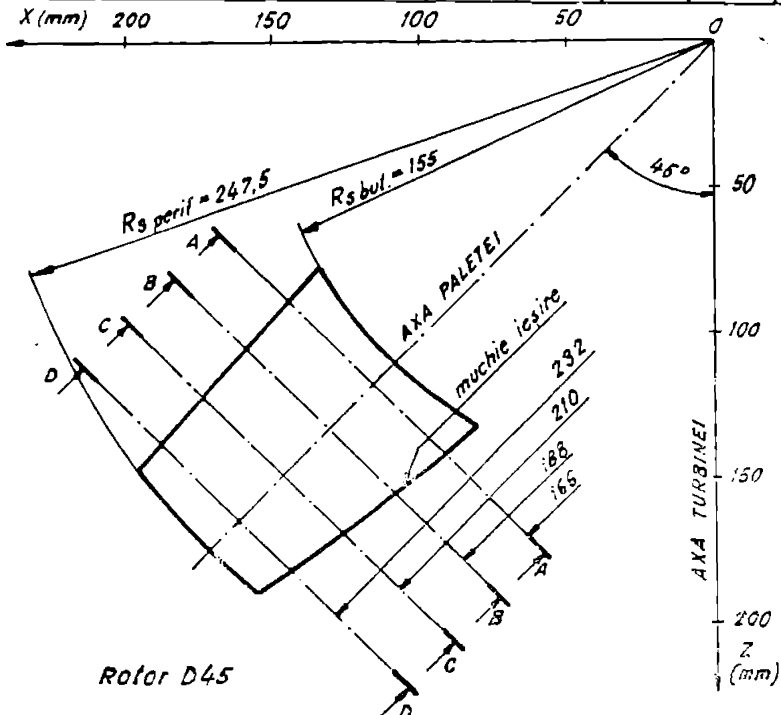 X (mm) 200 150 100 50 0
Rs perif = 247,5
Rs but. = 155
45°
50
A
B
C
D
AXA PALETEI
muchie iesire
100
232
210
188
166
AXA TURBINEI
150
A
B
C
D
200
Z
(mm)
Rotor D45